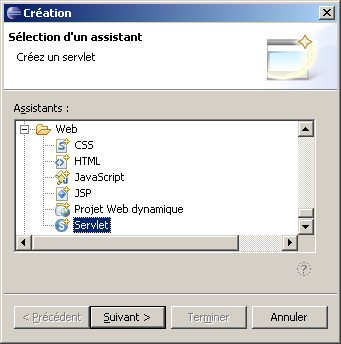 Création
Sélection d'un assistant
Créez un servlet
Assistants :
Web
CSS
HTML
JavaScript
JSP
Projet Web dynamique
Servlet
< Précédent
Suivant >
Terminer
Annuler